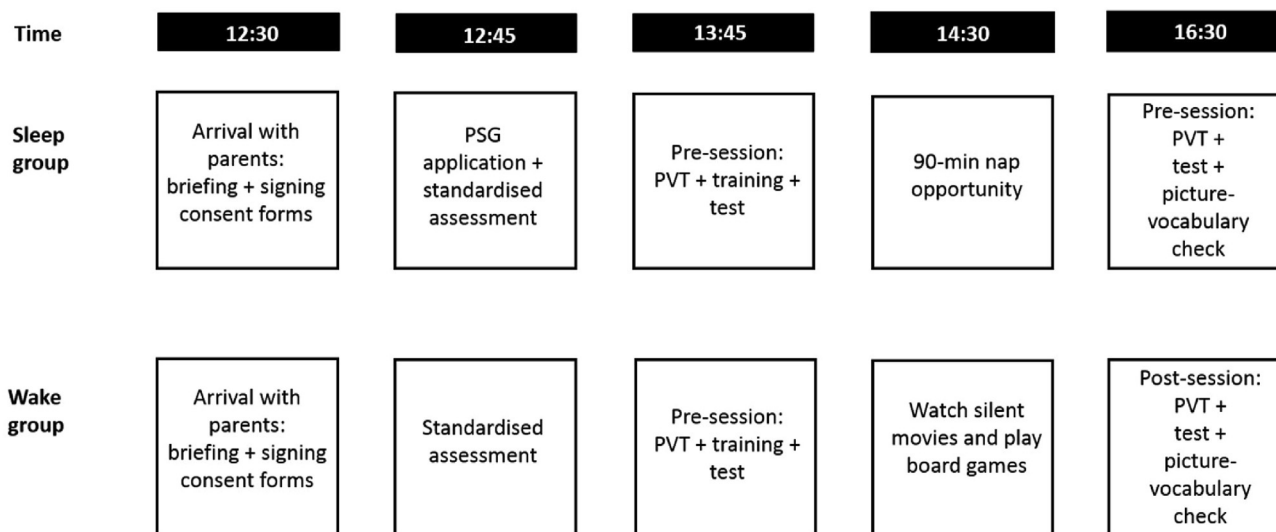 Time
12:30
12:45
13:45
14:30
16:30
Sleep
group
Arrival with
parents:
briefing + signing
consent forms
PSG
application +
standardised
assessment
Pre-session:
PVT + training +
test
90-min nap
opportunity
Pre-session:
PVT +
test +
picture-
vocabulary
check
Wake
group
Arrival with
parents:
briefing + signing
consent forms
Standardised
assessment
Pre-session:
PVT + training +
test
Watch silent
movies and play
board games
Post-session:
PVT +
test +
picture-
vocabulary
check